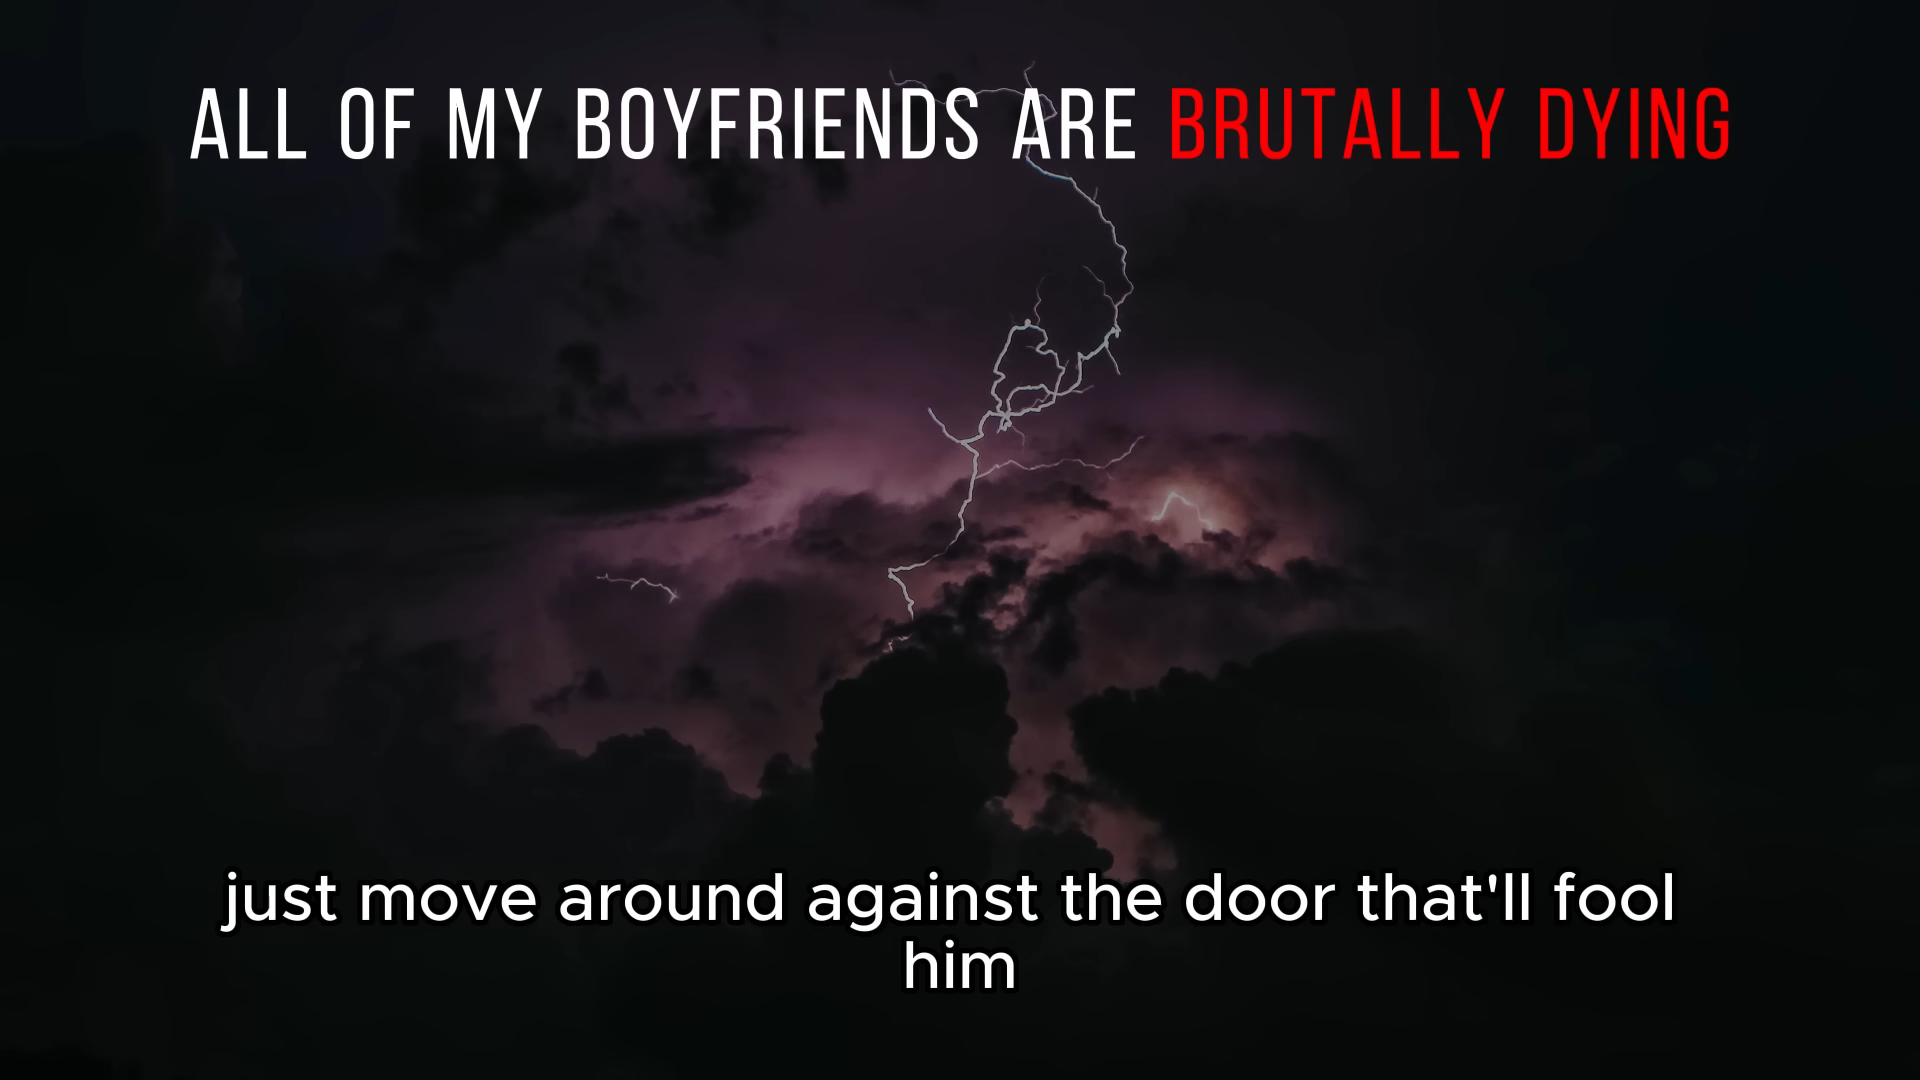 ALL OF MY BOYFRIENDS ARE BRUTALLY DYING
just move around against the door that'll fool
him